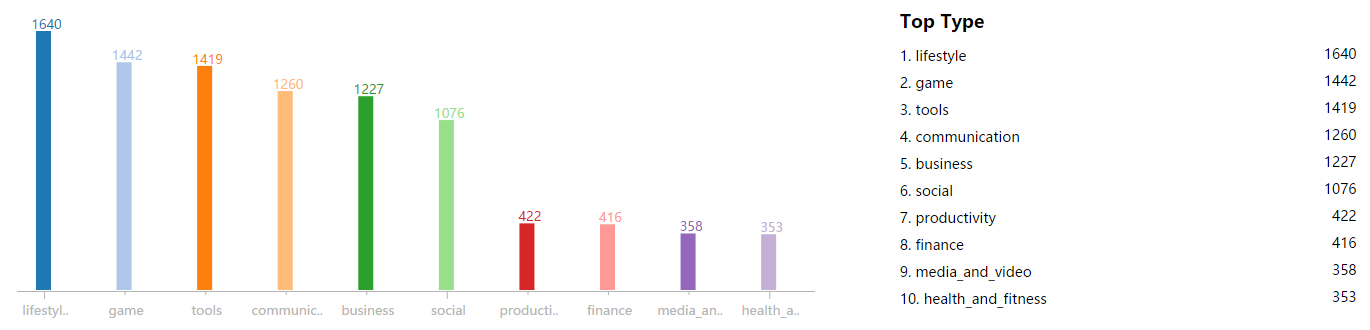 1640
1442
1419
1260
1227
1076
422
416
358
353
lifestyl..
game
tools
communic..
business
social
producti..
finance
media_an..
health_a..
Top Type
1. lifestyle 1640
2. game 1442
3. tools 1419
4. communication 1260
5. business 1227
6. social 1076
7. productivity 422
8. finance 416
9. media_and_video 358
10. health_and_fitness 353